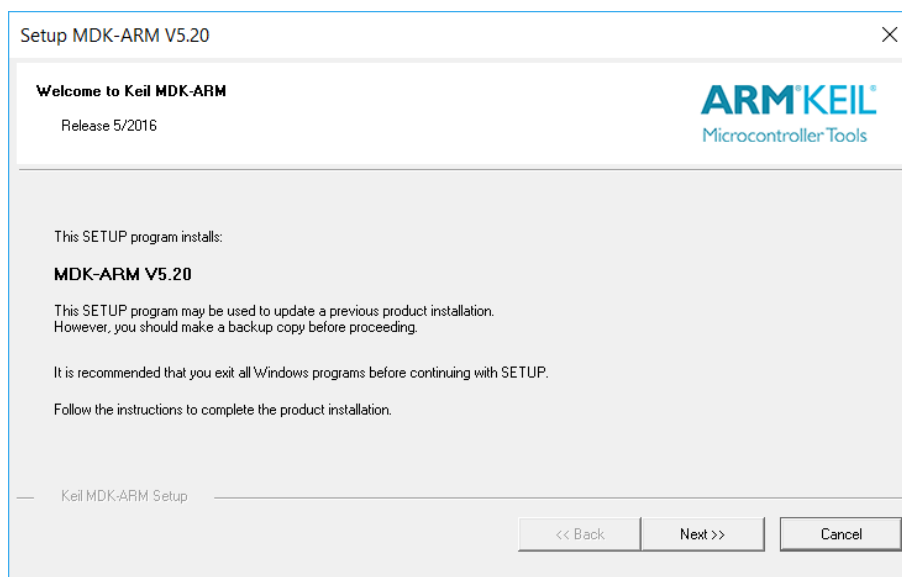 Setup MDK-ARM V5.20
Welcome to Keil MDK-ARM
Release 5/2016
ARM®KEIL®
Microcontroller Tools
This SETUP program installs:
MDK-ARM V5.20
This SETUP program may be used to update a previous product installation.
However, you should make a backup copy before proceeding.
It is recommended that you exit all Windows programs before continuing with SETUP.
Follow the instructions to complete the product installation.
Keil MDK-ARM Setup
<< Back
Next >>
Cancel